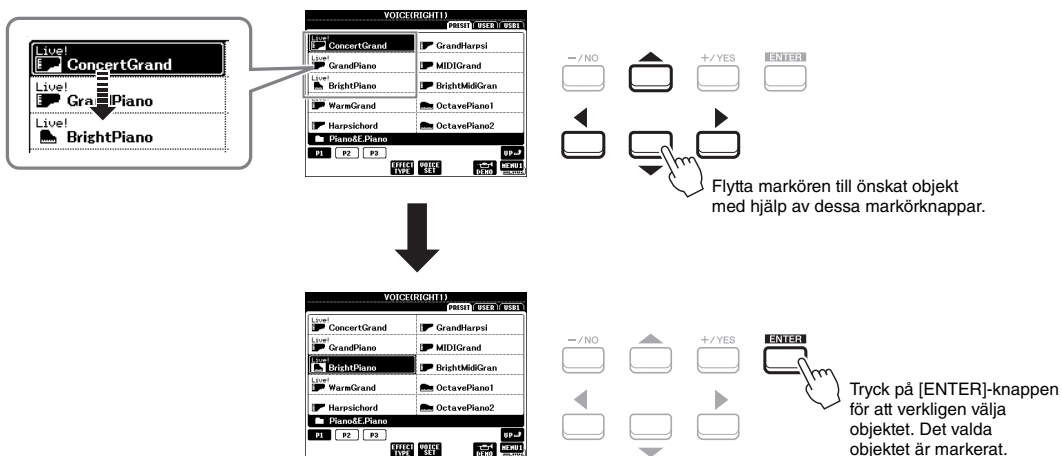 Live!
ConcertGrand
Live!
GrandPiano
Live!
BrightPiano
VOICE(RIGHT1)
PRESET USER USB1
Live!
ConcertGrand GrandHarpsi
Live!
GrandPiano MIDIGrand
Live!
BrightPiano BrightMidiGran
WarmGrand OctavePiano1
Harpsichord OctavePiano2
Piano&E.Piano
P1 P2 P3 UP
EFFECT TYPE VOICE SET DEMO MENU1
-/NO +/YES ENTER
Flytta markören till önskat objekt
med hjälp av dessa markörknappar.
VOICE(RIGHT1)
PRESET USER USB1
Live!
ConcertGrand GrandHarpsi
Live!
GrandPiano MIDIGrand
Live!
BrightPiano BrightMidiGran
Live!
WarmGrand OctavePiano1
Harpsichord OctavePiano2
Piano&E.Piano
P1 P2 P3 UP
EFFECT TYPE VOICE SET DEMO MENU1
-/NO +/YES ENTER
Tryck på [ENTER]-knappen
för att verkligen välja
objektet. Det valda
objektet är markerat.